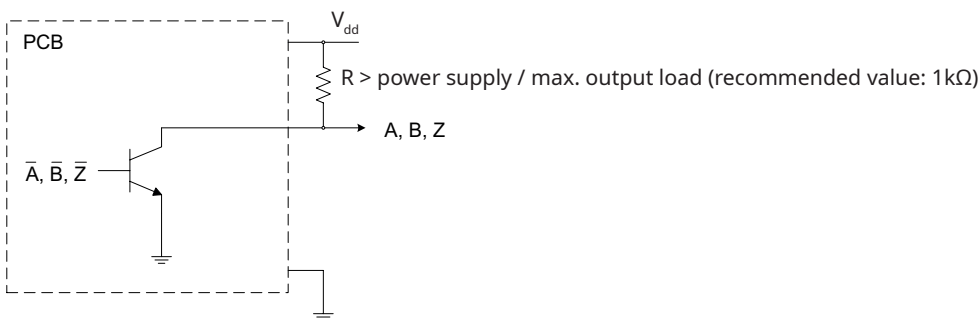 V_dd
PCB
R > power supply / max. output load (recommended value: 1kΩ)
A, B, Z
A̅, B̅, Z̅